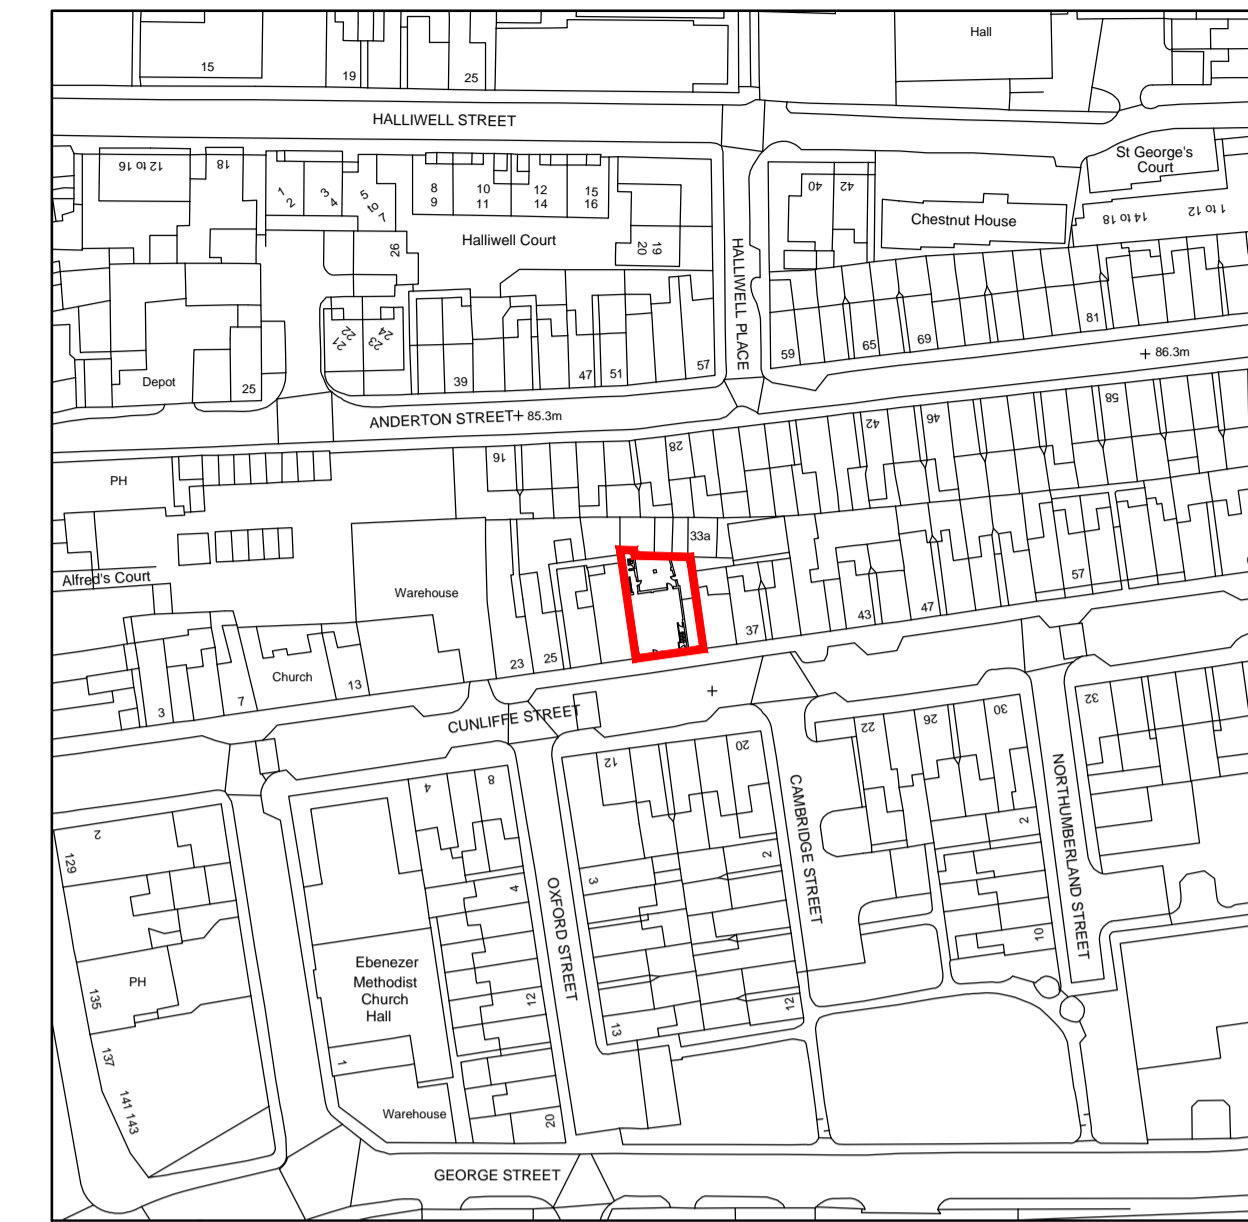 Hall
15
19
25
HALLIWELL STREET
12 to 16
18
1
2
3
4
5
to
7
8
9
10
11
12
14
15
16
26
Halliwell Court
20
19
HALLIWELL PLACE
40
42
Chestnut House
St George's
Court
14 to 18
1 to 12
21
22
23
24
Depot
25
39
47
51
57
59
65
69
81
+ 86.3m
ANDERTON STREET
+ 85.3m
58
PH
16
28
42
46
33a
Alfred's Court
Warehouse
57
3
7
Church
13
23
25
37
43
47
+
CUNLIFFE STREET
2
129
4
8
12
20
22
26
30
32
CAMBRIDGE STREET
NORTHUMBERLAND STREET
2
2
3
4
OXFORD STREET
10
135
PH
Ebenezer
Methodist
Church
Hall
12
12
13
137
1
141 143
Warehouse
20
GEORGE STREET